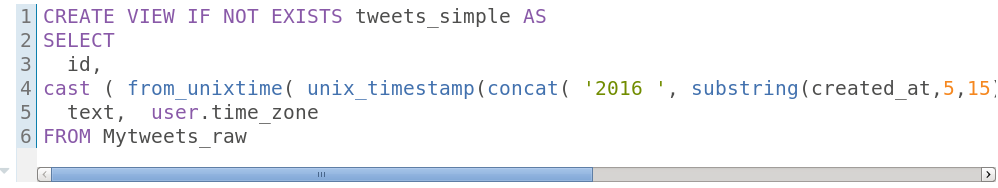 1 CREATE VIEW IF NOT EXISTS tweets_simple AS
2 SELECT
3   id,
4 cast ( from_unixtime( unix_timestamp(concat( '2016 ', substring(created_at,5,15)
5   text,  user.time_zone
6 FROM Mytweets_raw